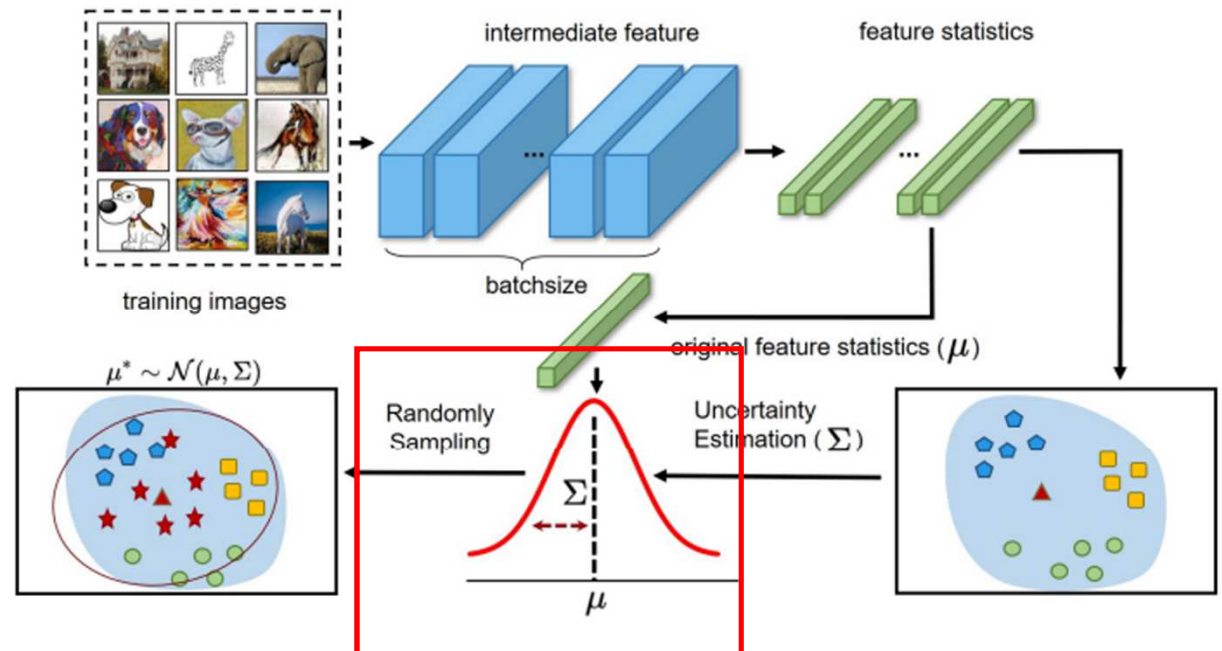 intermediate feature
feature statistics
...
...
batchsize
training images
original feature statistics (μ)
μ* ∼ 𝒩(μ, Σ)
Randomly
Sampling
Uncertainty
Estimation (Σ)
Σ
μ